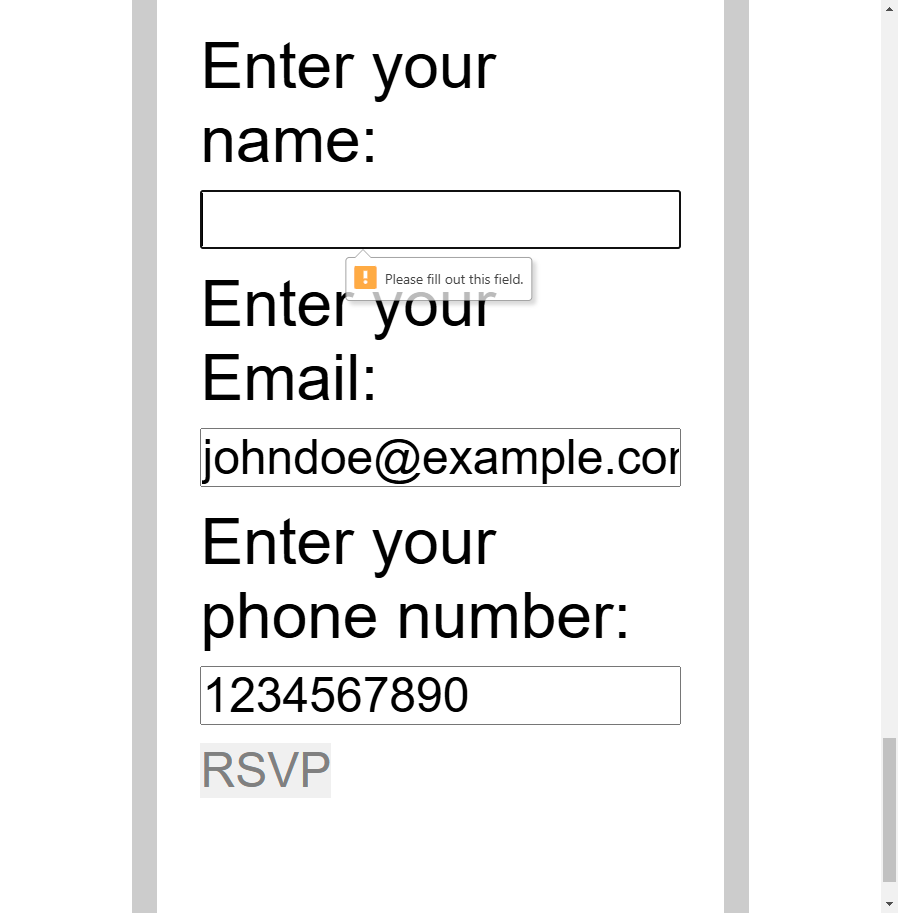 Enter your
name:
Please fill out this field.
Enter your
Email:
johndoe@example.cor
Enter your
phone number:
1234567890
RSVP